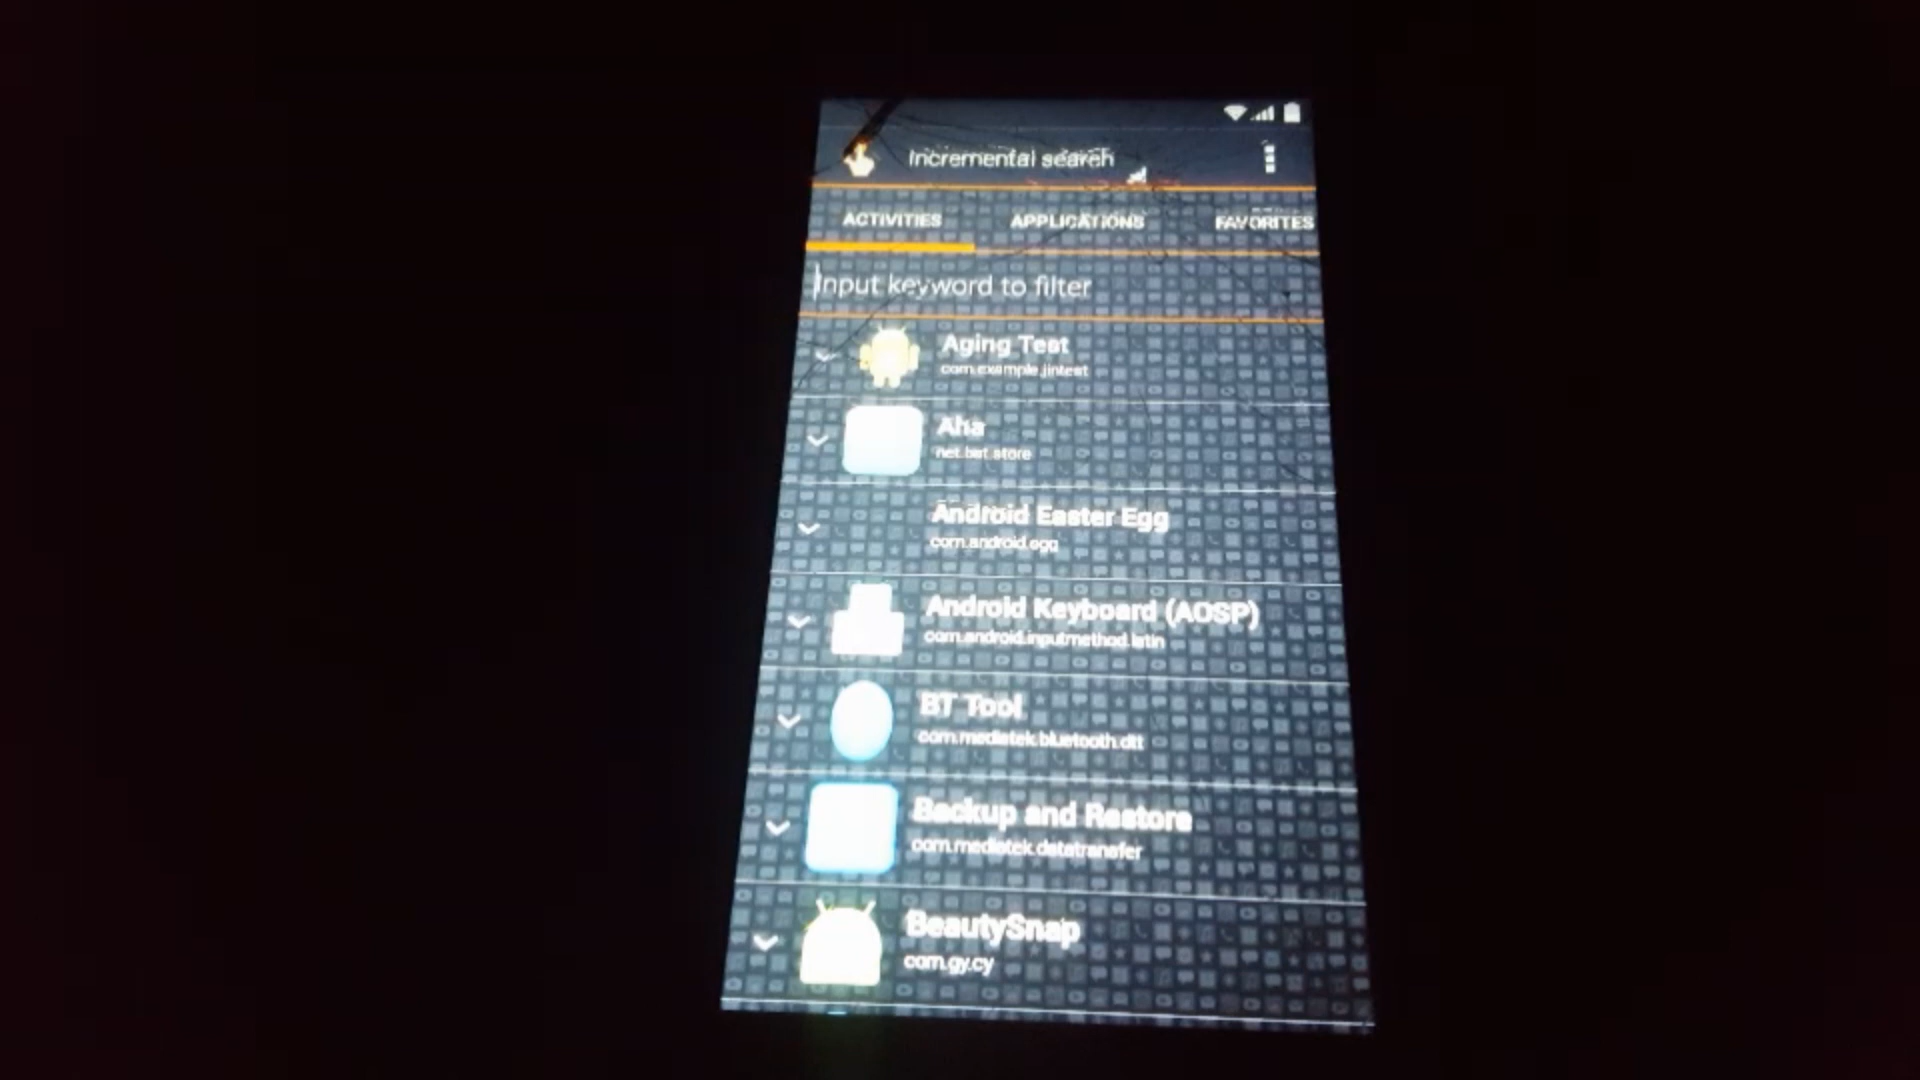 Incremental search
ACTIVITIES APPLICATIONS FAVORITES
Input keyword to filter
Aging Test
com.example.jintest
Aha
net.bat.store
Android Easter Egg
com.android.egg
Android Keyboard (AOSP)
com.android.inputmethod.latin
BT Tool
com.mediatek.bluetooth.dtt
Backup and Restore
com.mediatek.datatransfer
BeautySnap
com.gy.cy